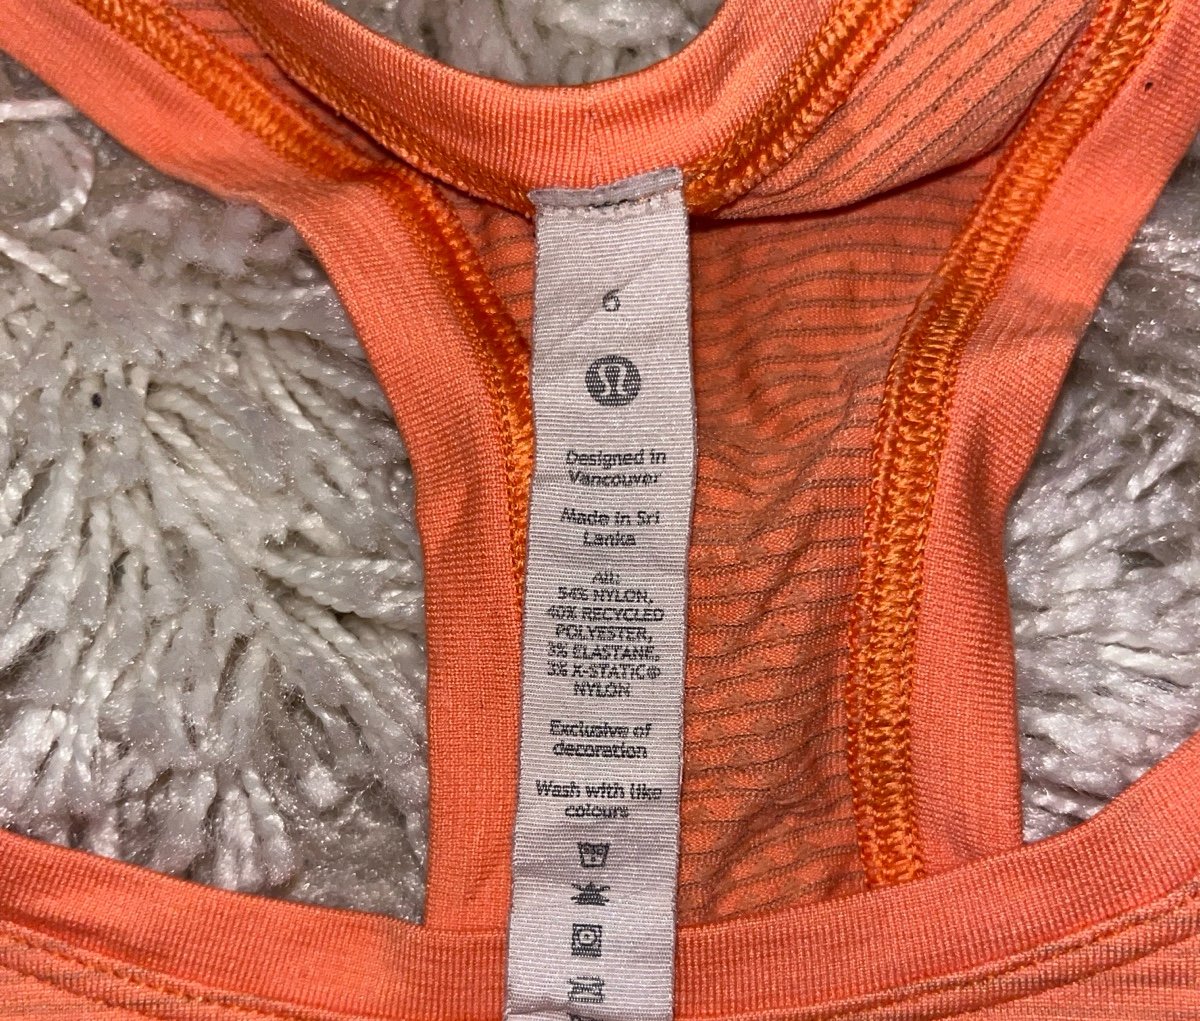 6
Designed in
Vancouver
Made in Sri
Lanka
All:
54% NYLON,
40% RECYCLED
POLYESTER,
3% ELASTANE,
3% X-STATIC®
NYLON
Exclusive of
decoration
Wash with like
colours